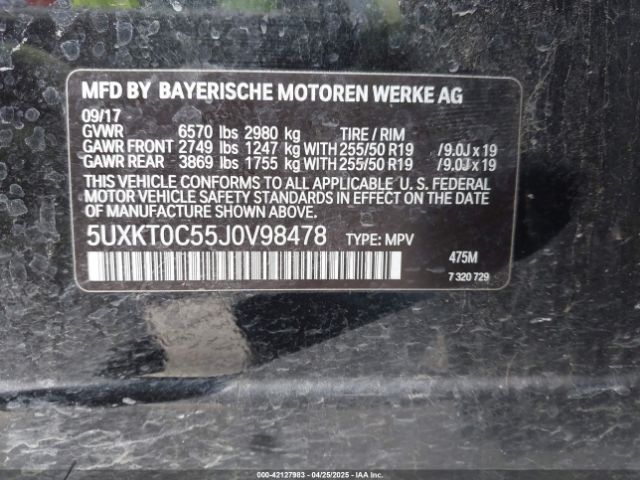 MFD BY BAYERISCHE MOTOREN WERKE AG
09/17
GVWR 6570 lbs 2980 kg TIRE / RIM
GAWR FRONT 2749 lbs 1247 kg WITH 255/50 R19 /9.0J x 19
GAWR REAR 3869 lbs 1755 kg WITH 255/50 R19 /9.0J x 19
THIS VEHICLE CONFORMS TO ALL APPLICABLE U. S. FEDERAL
MOTOR VEHICLE SAFETY STANDARDS IN EFFECT ON THE DATE
OF MANUFACTURE SHOWN ABOVE.
5UXKT0C55J0V98478 TYPE: MPV
475M
7 320 729
000-42127983 - 04/25/2025 - IAA Inc.